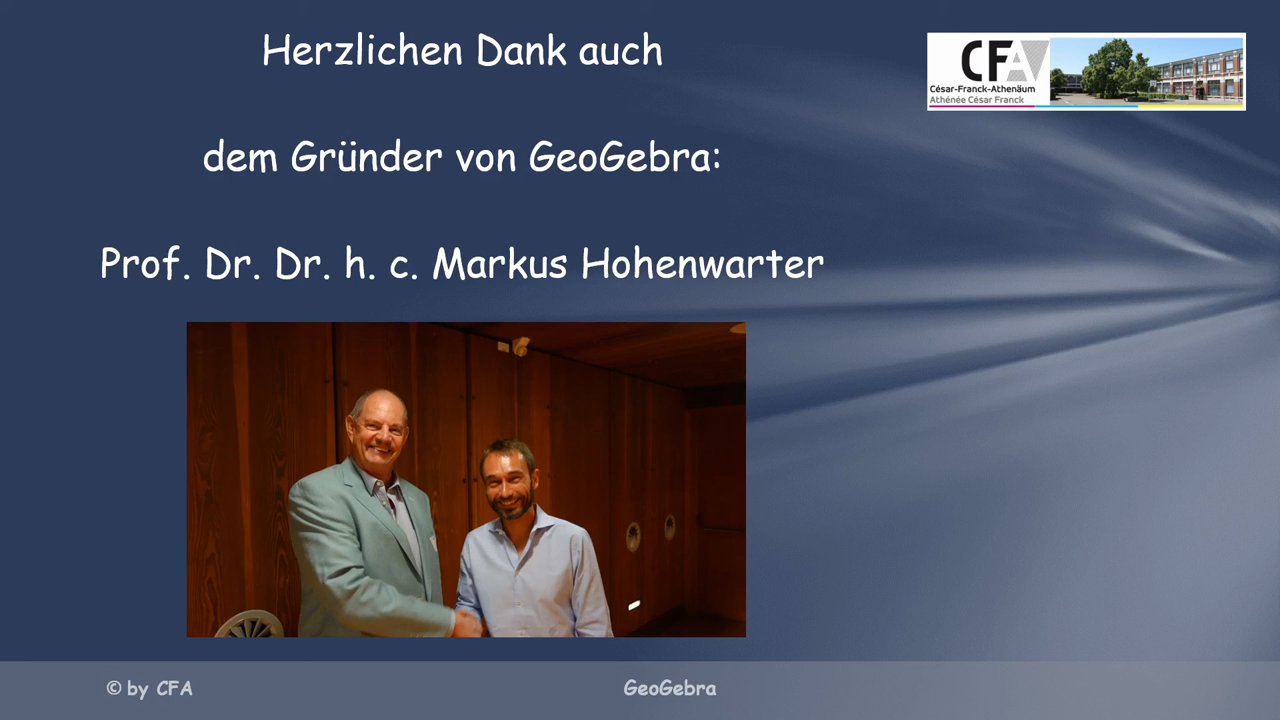 Herzlichen Dank auch
dem Gründer von GeoGebra:
Prof. Dr. Dr. h. c. Markus Hohenwarter
CFA
César-Franck-Athenäum
Athénée César Franck
© by CFA
GeoGebra